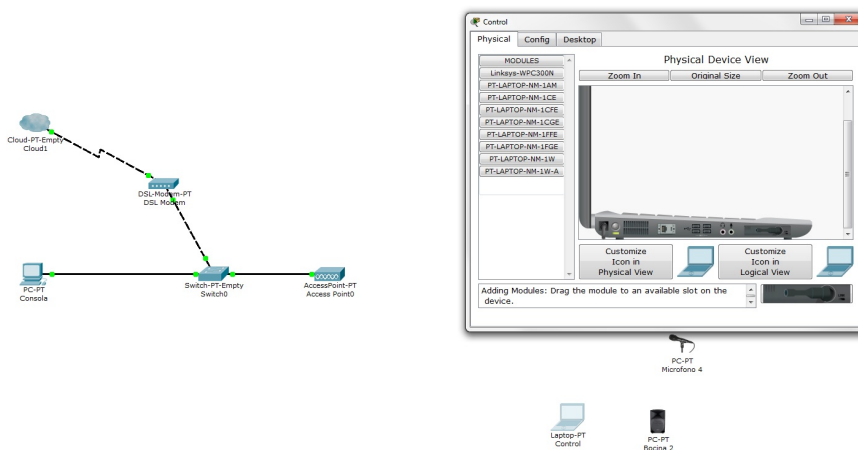 Control
Physical Config Desktop
MODULES
Linksys-WPC300N
PT-LAPTOP-NM-1AM
PT-LAPTOP-NM-1CE
PT-LAPTOP-NM-1CFE
PT-LAPTOP-NM-1CGE
PT-LAPTOP-NM-1FFE
PT-LAPTOP-NM-1FGE
PT-LAPTOP-NM-1W
PT-LAPTOP-NM-1W-A
Physical Device View
Zoom In Original Size Zoom Out
Customize
Icon in
Physical View
Customize
Icon in
Logical View
Adding Modules: Drag the module to an available slot on the
device.
Cloud-PT-Empty
Cloud1
DSL-Modem-PT
DSL Modem
PC-PT
Consola
Switch-PT-Empty
Switch0
AccessPoint-PT
Access Point0
PC-PT
Microfono 4
Laptop-PT
Control
PC-PT
Bocina 2